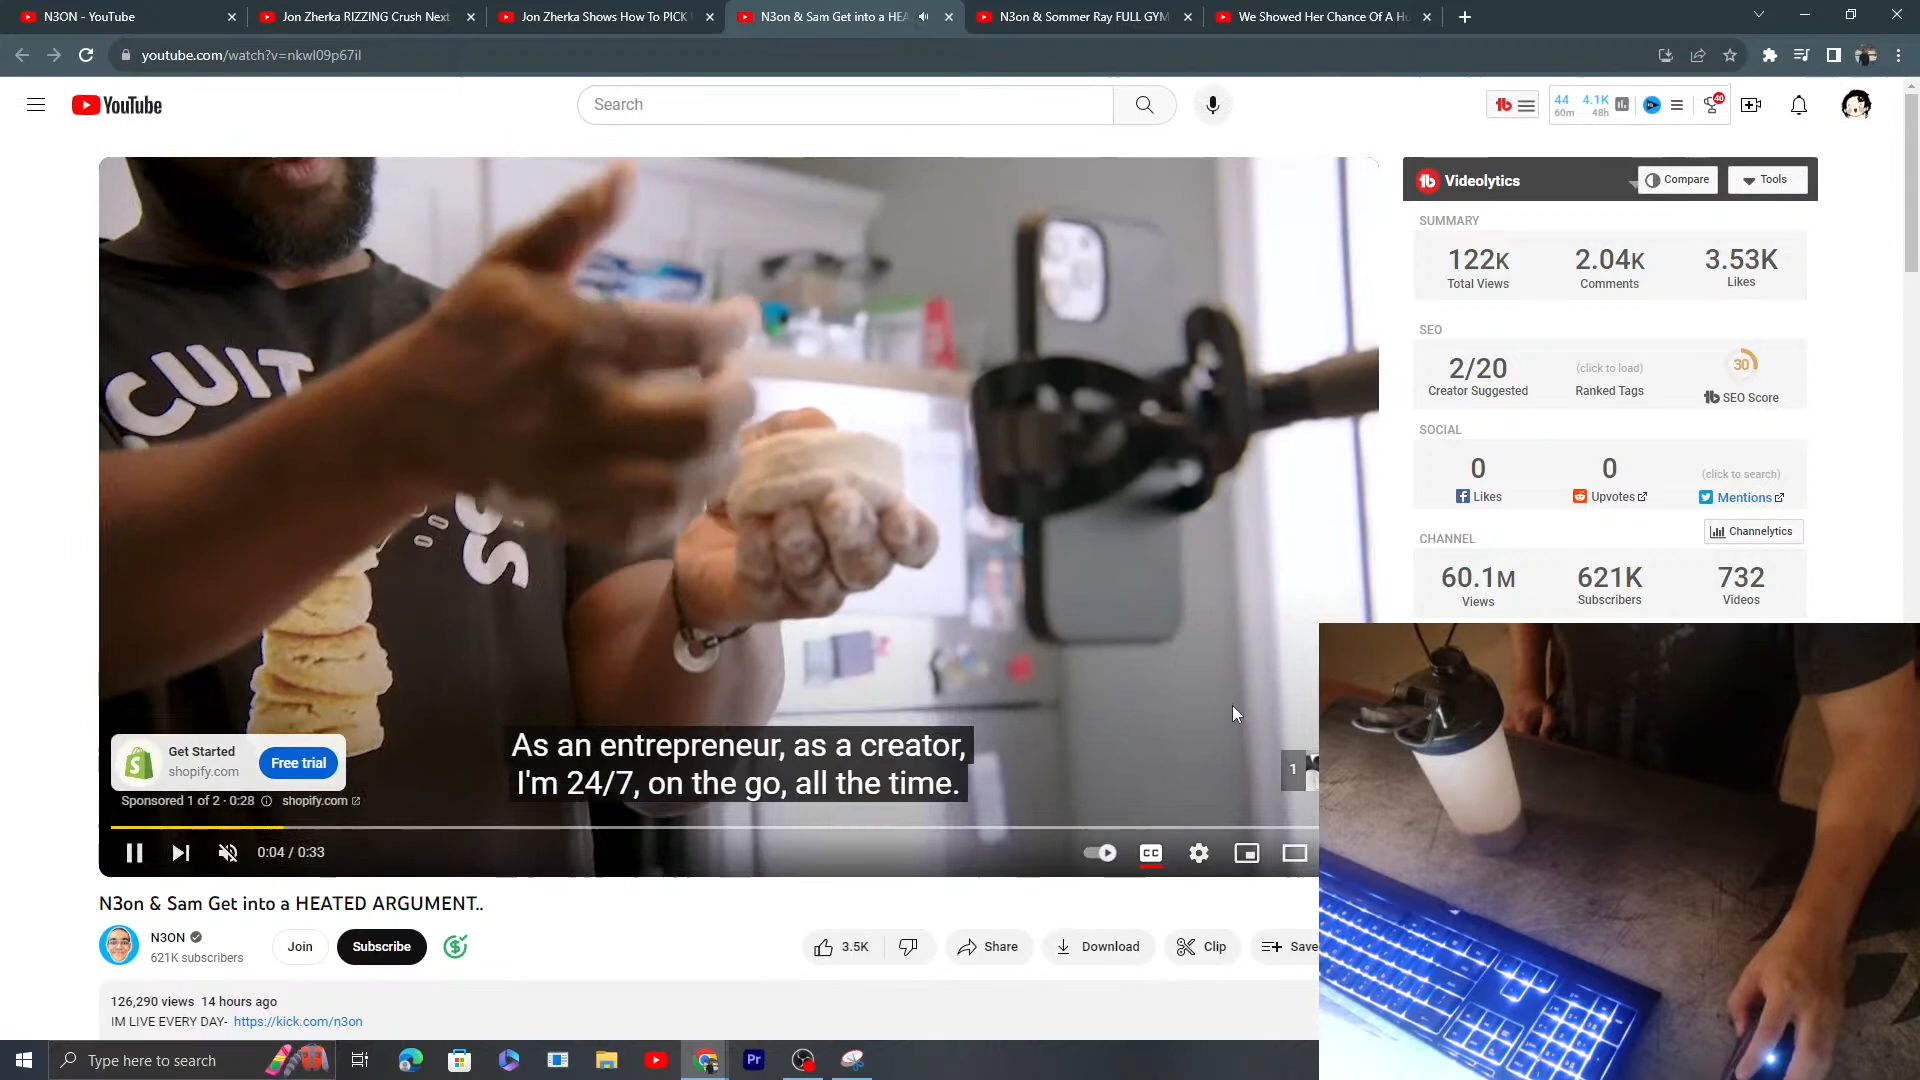 N3ON - YouTube
Jon Zherka RIZZING Crush Next
Jon Zherka Shows How To PICK
N3on & Sam Get into a HEA
N3on & Sommer Ray FULL GYM
We Showed Her Chance Of A Hu
youtube.com/watch?v=nkwl09p67iI
YouTube
Search
44
60m
4.1K
48h
40
Videolytics
Compare
Tools
SUMMARY
122K
Total Views
2.04K
Comments
3.53K
Likes
SEO
2/20
Creator Suggested
(click to load)
Ranked Tags
30
SEO Score
SOCIAL
0
Likes
0
Upvotes
(click to search)
Mentions
CHANNEL
Channelytics
60.1M
Views
621K
Subscribers
732
Videos
CUIT
As an entrepreneur, as a creator,
I'm 24/7, on the go, all the time.
Get Started
shopify.com
Free trial
Sponsored 1 of 2 · 0:28
shopify.com
1
0:04 / 0:33
CC
N3on & Sam Get into a HEATED ARGUMENT..
N3ON
621K subscribers
Join
Subscribe
3.5K
Share
Download
Clip
Save
126,290 views 14 hours ago
IM LIVE EVERY DAY- https://kick.com/n3on
Type here to search
Pr